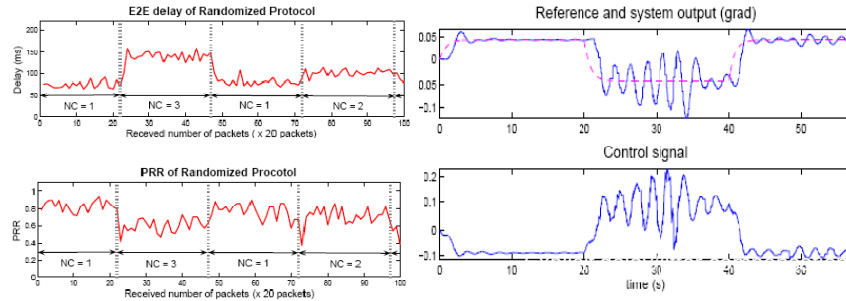 E2E delay of Randomized Protocol
200
150
100
50
0
Delay (ms)
NC = 1
NC = 3
NC = 1
NC = 2
0 10 20 30 40 50 60 70 80 90 100
Receved number of packets (x 20 packets)
PRR of Randomized Procotol
1
0.8
0.6
0.4
0.2
0
PRR
NC = 1
NC = 3
NC = 1
NC = 2
0 10 20 30 40 50 60 70 80 90 100
Received number of packets (x 20 packets)
Reference and system output (grad)
0.05
0
0.05
-0.1
0 10 20 30 40 50
Control signal
0.2
0.1
0
-0.1
0 10 20 30 40 50
time (s)